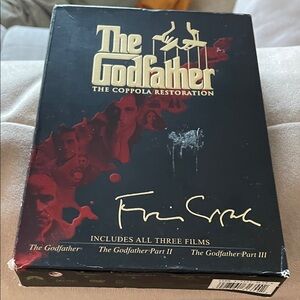 The
Godfather
THE COPPOLA RESTORATION
INCLUDES ALL THREE FILMS
The Godfather The Godfather Part II The Godfather Part III